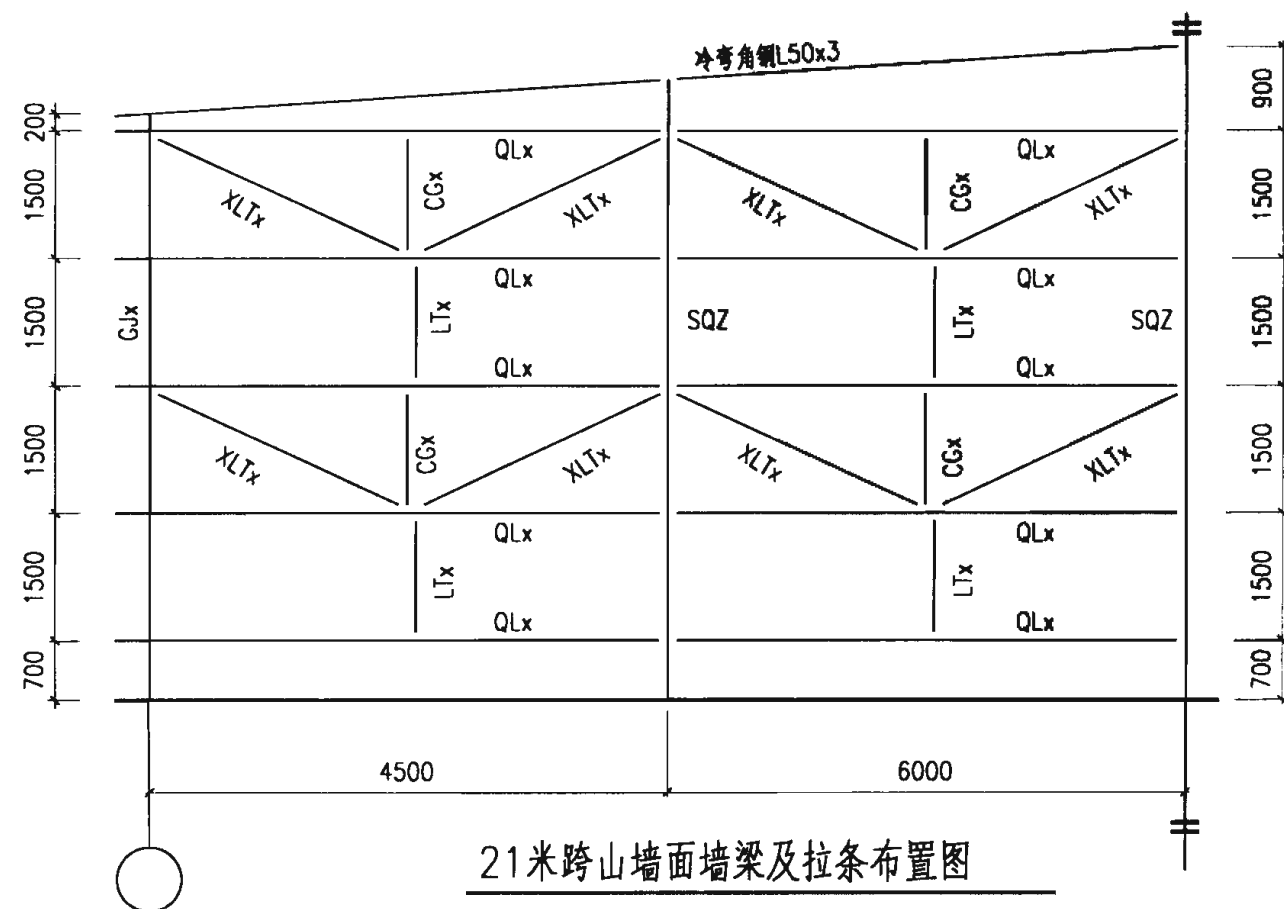 冷弯角钢L50x3
200
900
QLx
QLx
1500
XLTx
CGx
XLTx
XLTx
CGx
XLTx
1500
QLx
QLx
1500
GJx
LTx
SQZ
LTx
SQZ
1500
QLx
QLx
1500
XLTx
CGx
XLTx
XLTx
CGx
XLTx
1500
QLx
QLx
1500
LTx
LTx
1500
QLx
QLx
700
700
4500
6000
21米跨山墙面墙梁及拉条布置图